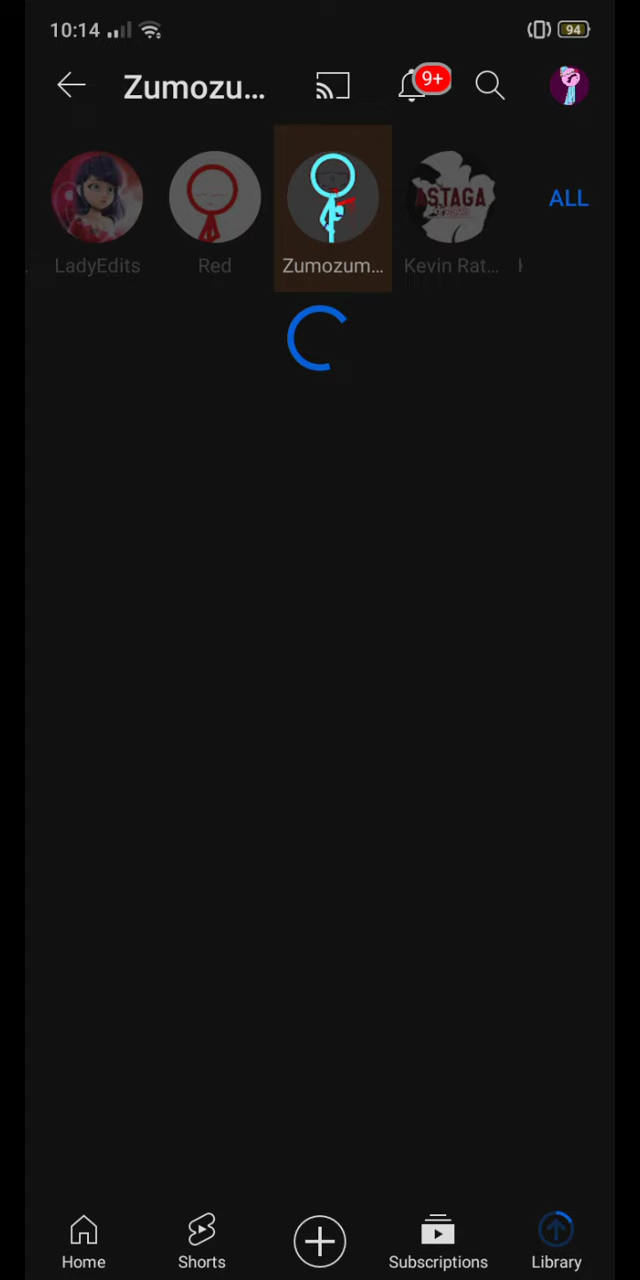 10:14
94
Zumozu...
9+
LadyEdits
Red
Zumozum...
Kevin Rat...
ASTAGA
ALL
Home
Shorts
Subscriptions
Library